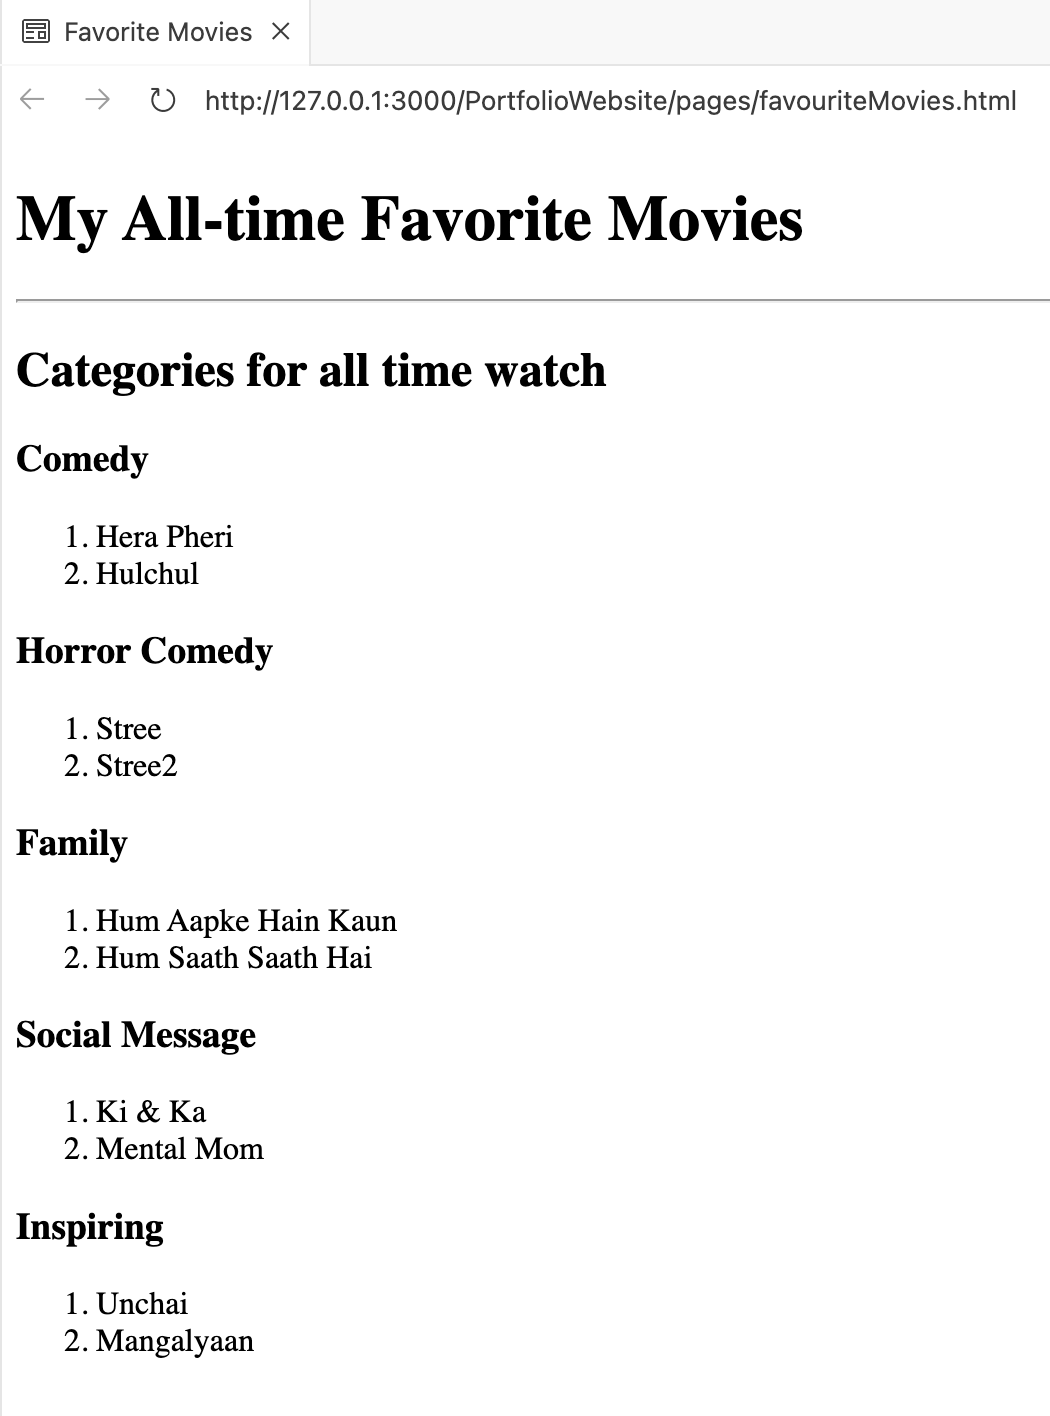 Favorite Movies
http://127.0.0.1:3000/PortfolioWebsite/pages/favouriteMovies.html
My All-time Favorite Movies
Categories for all time watch
Comedy
1. Hera Pheri
2. Hulchul
Horror Comedy
1. Stree
2. Stree2
Family
1. Hum Aapke Hain Kaun
2. Hum Saath Saath Hai
Social Message
1. Ki & Ka
2. Mental Mom
Inspiring
1. Unchai
2. Mangalyaan